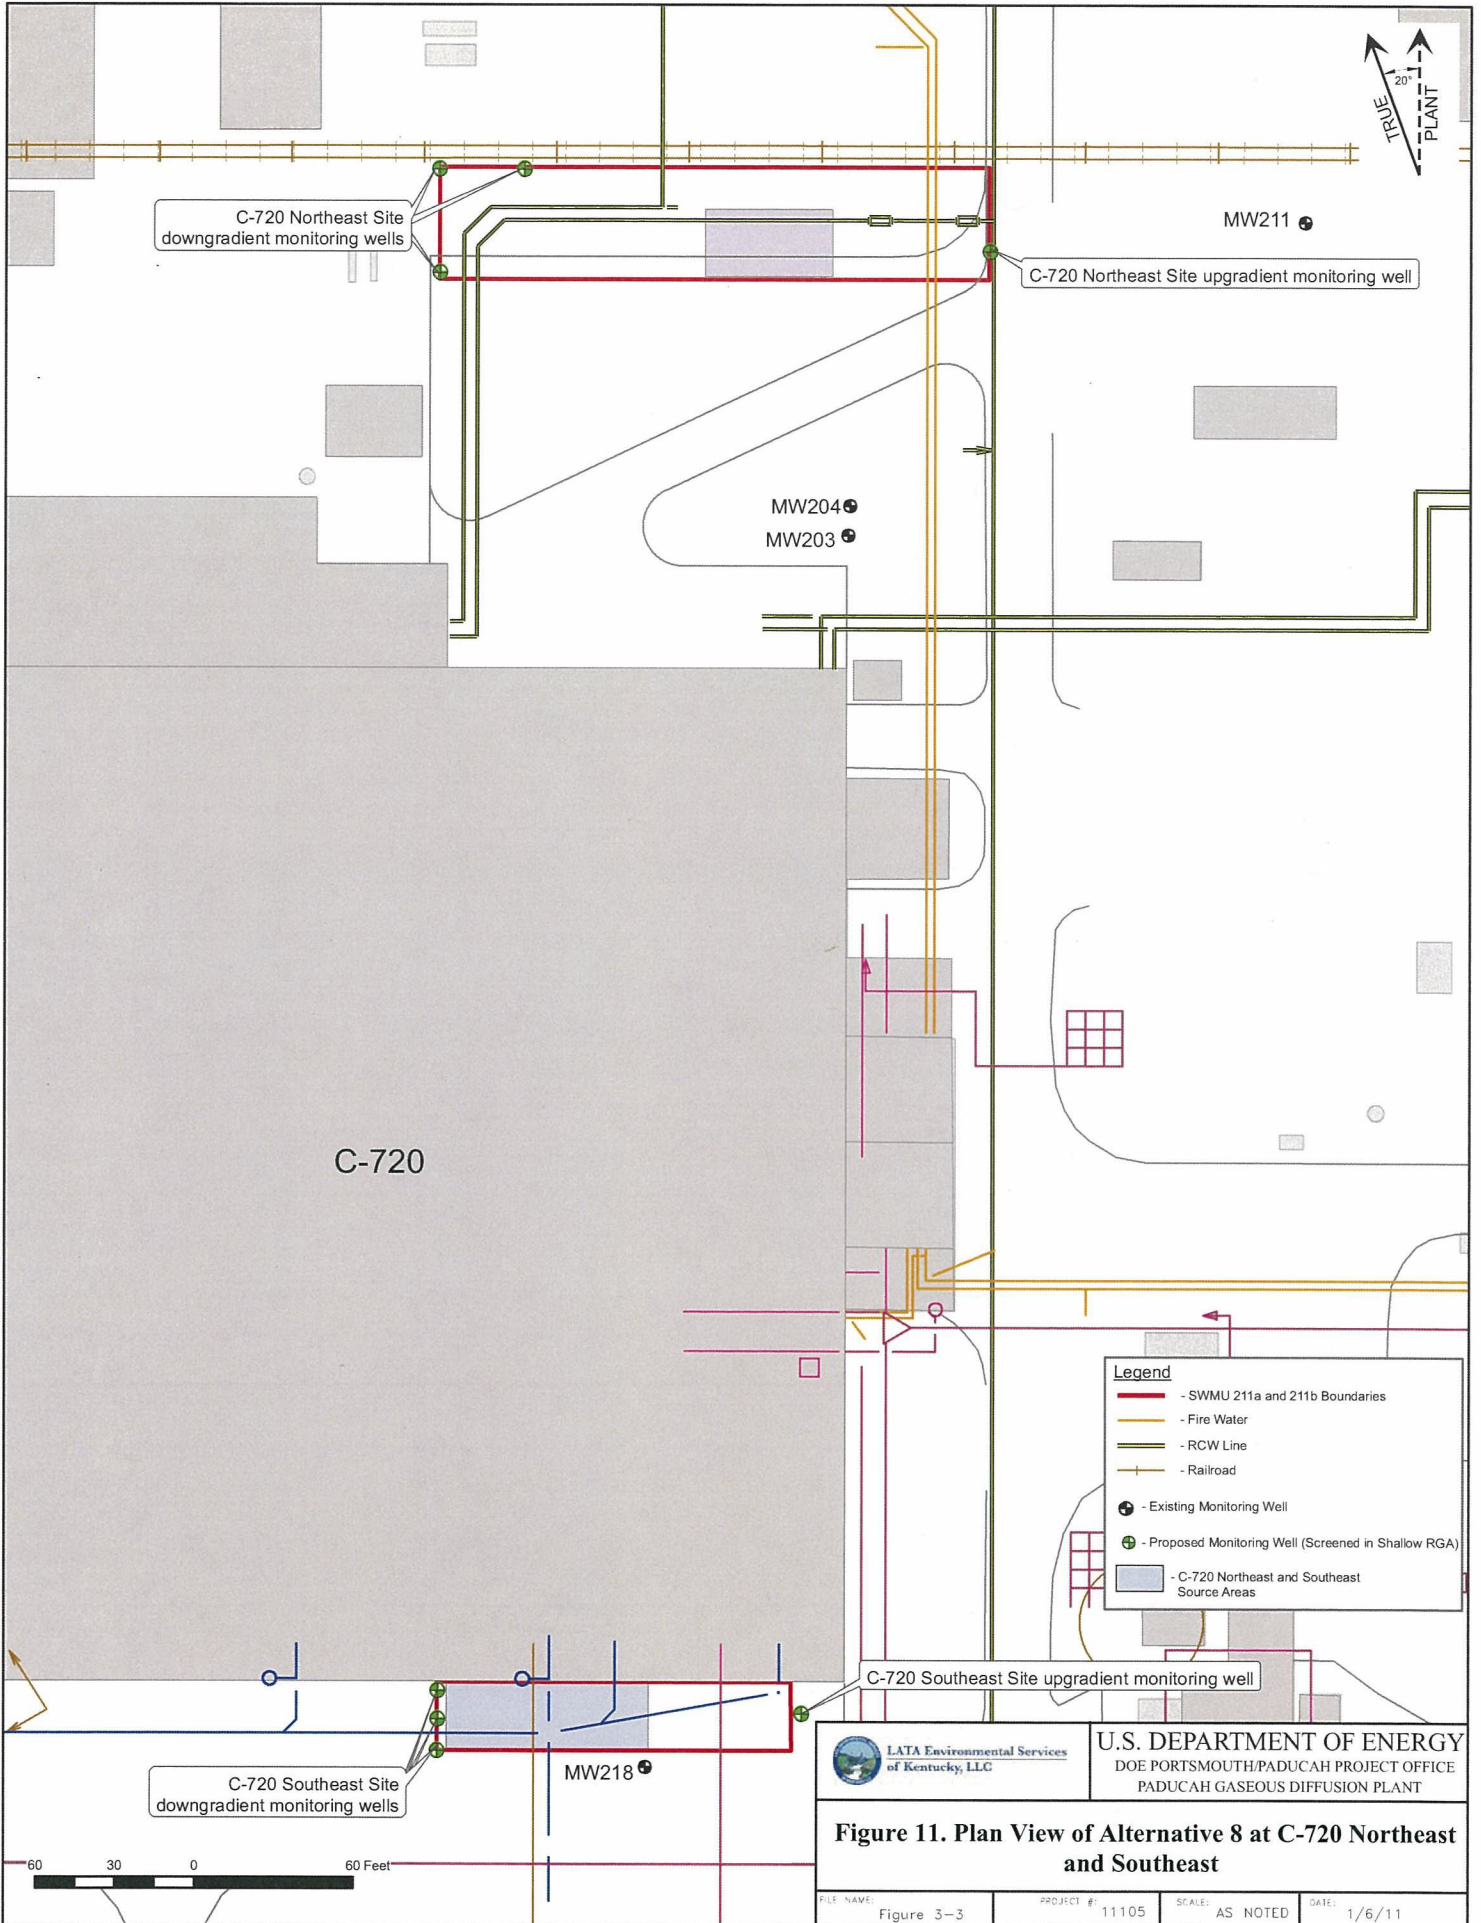 TRUE
20°
PLANT
C-720 Northeast Site
downgradient monitoring wells
MW211
C-720 Northeast Site upgradient monitoring well
MW204
MW203
C-720
Legend
- SWMU 211a and 211b Boundaries
- Fire Water
- RCW Line
- Railroad
- Existing Monitoring Well
- Proposed Monitoring Well (Screened in Shallow RGA)
- C-720 Northeast and Southeast
Source Areas
C-720 Southeast Site upgradient monitoring well
MW218
C-720 Southeast Site
downgradient monitoring wells
60 30 0 60 Feet
LATA Environmental Services
of Kentucky, LLC
U.S. DEPARTMENT OF ENERGY
DOE PORTSMOUTH/PADUCAH PROJECT OFFICE
PADUCAH GASEOUS DIFFUSION PLANT
Figure 11. Plan View of Alternative 8 at C-720 Northeast
and Southeast
FILE NAME: Figure 3-3
PROJECT #: 11105
SCALE: AS NOTED
DATE: 1/6/11